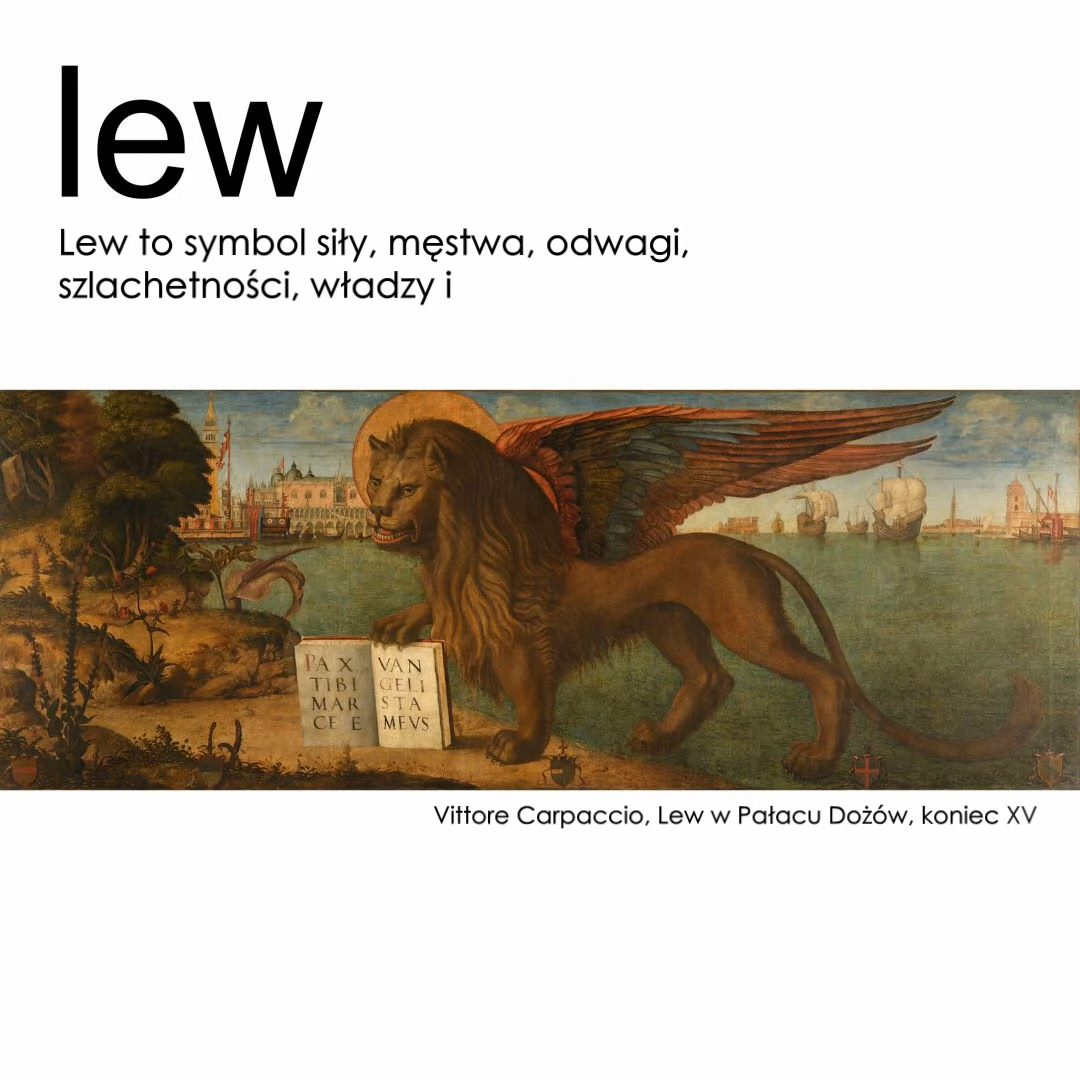 lew
Lew to symbol siły, męstwa, odwagi,
szlachetności, władzy i
PAX VAN
TIBI GELI
MAR STA
CE E MEVS
Vittore Carpaccio, Lew w Pałacu Dożów, koniec XV